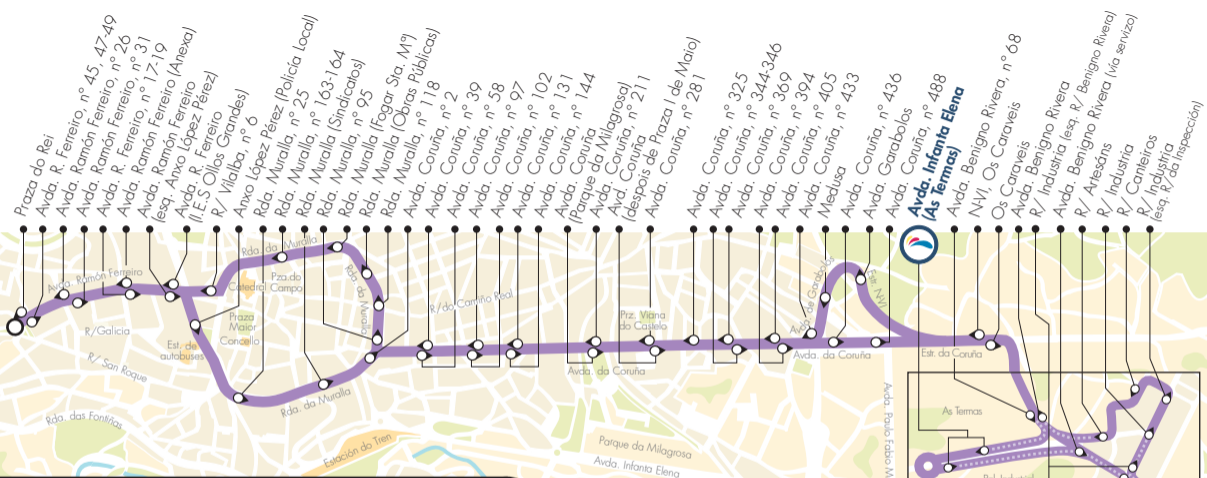 Praza do Rei
Avda. R. Ferreiro, nº 45, 47-49
Avda. Ramón Ferreiro, nº 26
Avda. Ramón Ferreiro, nº 31
Avda. R. Ferreiro, nº 17-19
Avda. Ramón Ferreiro (Anexa)
Avda. Ramón Ferreiro
(esq. Anxo López Pérez)
Avda. R. Ferreiro
(I.E.S Ollos Grandes)
R/ Vilalba, nº 6
Anxo López Pérez (Policía Local)
Rda. Muralla, nº 25
Rda. Muralla, nº 163-164
Rda. Muralla (Sindicatos)
Rda. Muralla, nº 95
Rda. Muralla (Fogar Sta. Mª)
Rda. Muralla (Obras Públicas)
Rda. Muralla, nº 118
Avda. Coruña, nº 2
Avda. Coruña, nº 39
Avda. Coruña, nº 58
Avda. Coruña, nº 97
Avda. Coruña, nº 102
Avda. Coruña, nº 131
Avda. Coruña, nº 144
Avda. Coruña
(Parque da Milagrosa)
Avda. Coruña, nº 211
Avd. Coruña
(despois de Praza I de Maio)
Avda. Coruña, nº 281
Avda. Coruña, nº 325
Avda. Coruña, nº 344-346
Avda. Coruña, nº 369
Avda. Coruña, nº 394
Avda. Coruña, nº 405
Avda. Coruña, nº 433
Medusa
Avda. Coruña, nº 436
Avda. Garabolos
Avda. Coruña, nº 488
Avda. Infanta Elena
(As Termas)
Avda. Benigno Rivera, nº 68
NVI, Os Caraveis
Os Caraveis
Avda. Benigno Rivera
R/ Industria (esq. R/ Benigno Rivera)
Avda. Benigno Rivera (vía servizo)
R/ Areeáns
R/ Industria
R/ Canteiros
R/ Industria
(esq. R/ da Inspección)
Avda. Ramón Ferreiro
R/Galicia
R/ San Roque
Rda. das Fontiñas
Est. de
autobuses
Catedral
Praza
Maior
Concello
Pza.do
Campo
Rda. da Muralla
Rda. da Muralla
Rda. da Muralla
R/do Camiño Real
Estación do Tren
Prz. Viana
do Castelo
Avda. da Coruña
Parque da Milagrosa
Avda. Infanta Elena
Avda. de Garabolos
Estr. N-VI
Avda. da Coruña
Estr. da Coruña
Avda. Paulo Fabio M
As Termas